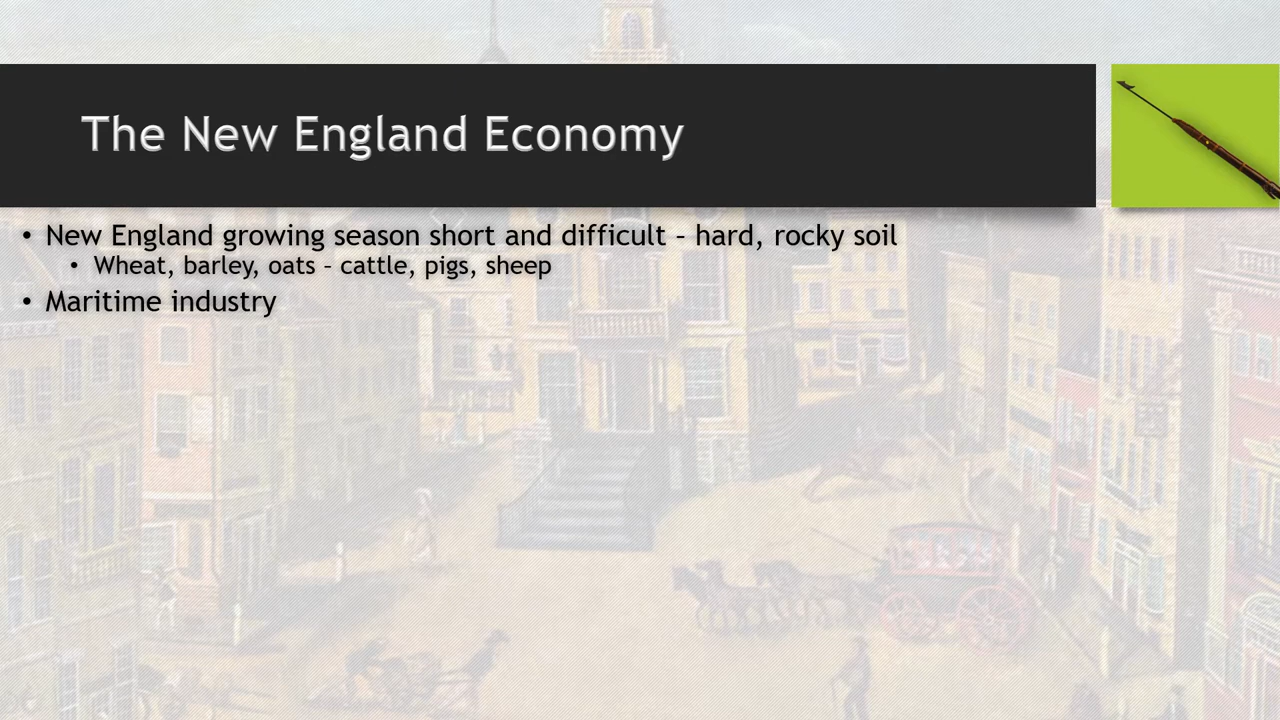 The New England Economy
• New England growing season short and difficult – hard, rocky soil
• Wheat, barley, oats – cattle, pigs, sheep
• Maritime industry